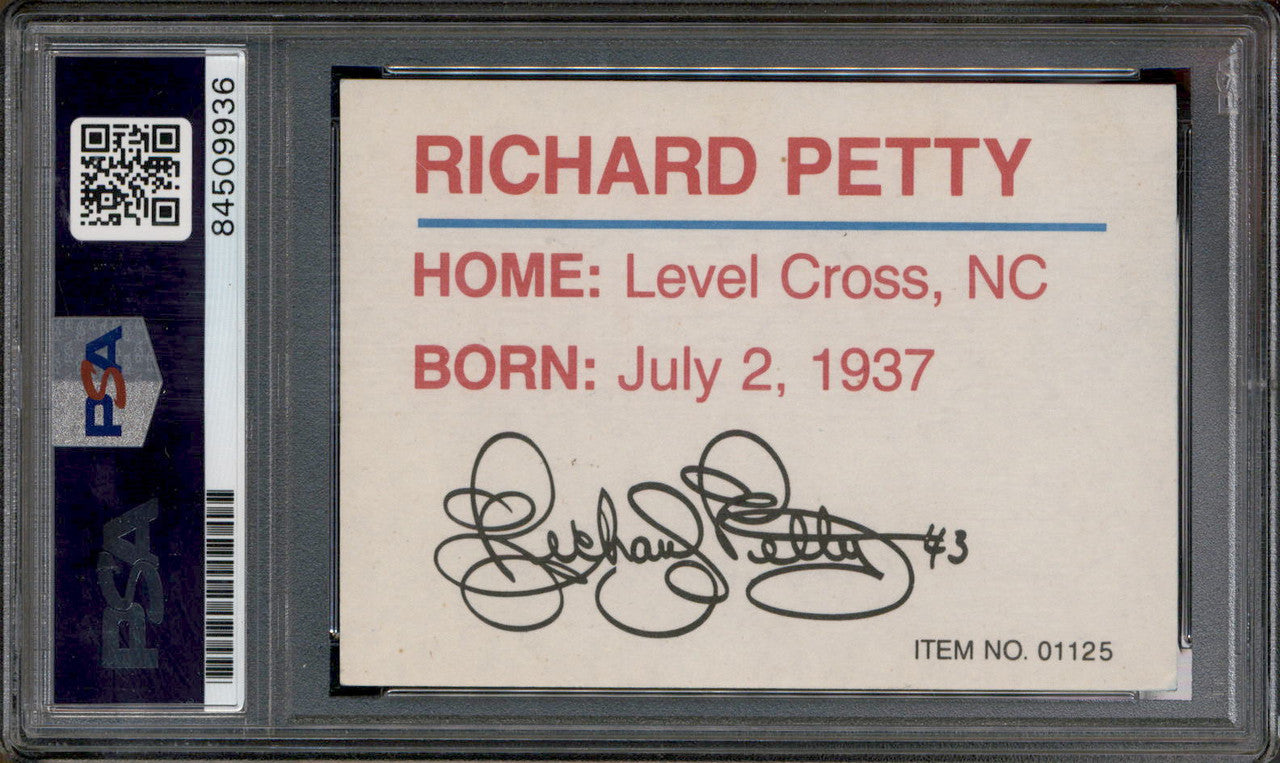 RICHARD PETTY
HOME: Level Cross, NC
BORN: July 2, 1937
Richard Petty 43
ITEM NO. 01125
84509936
PSA
PSA